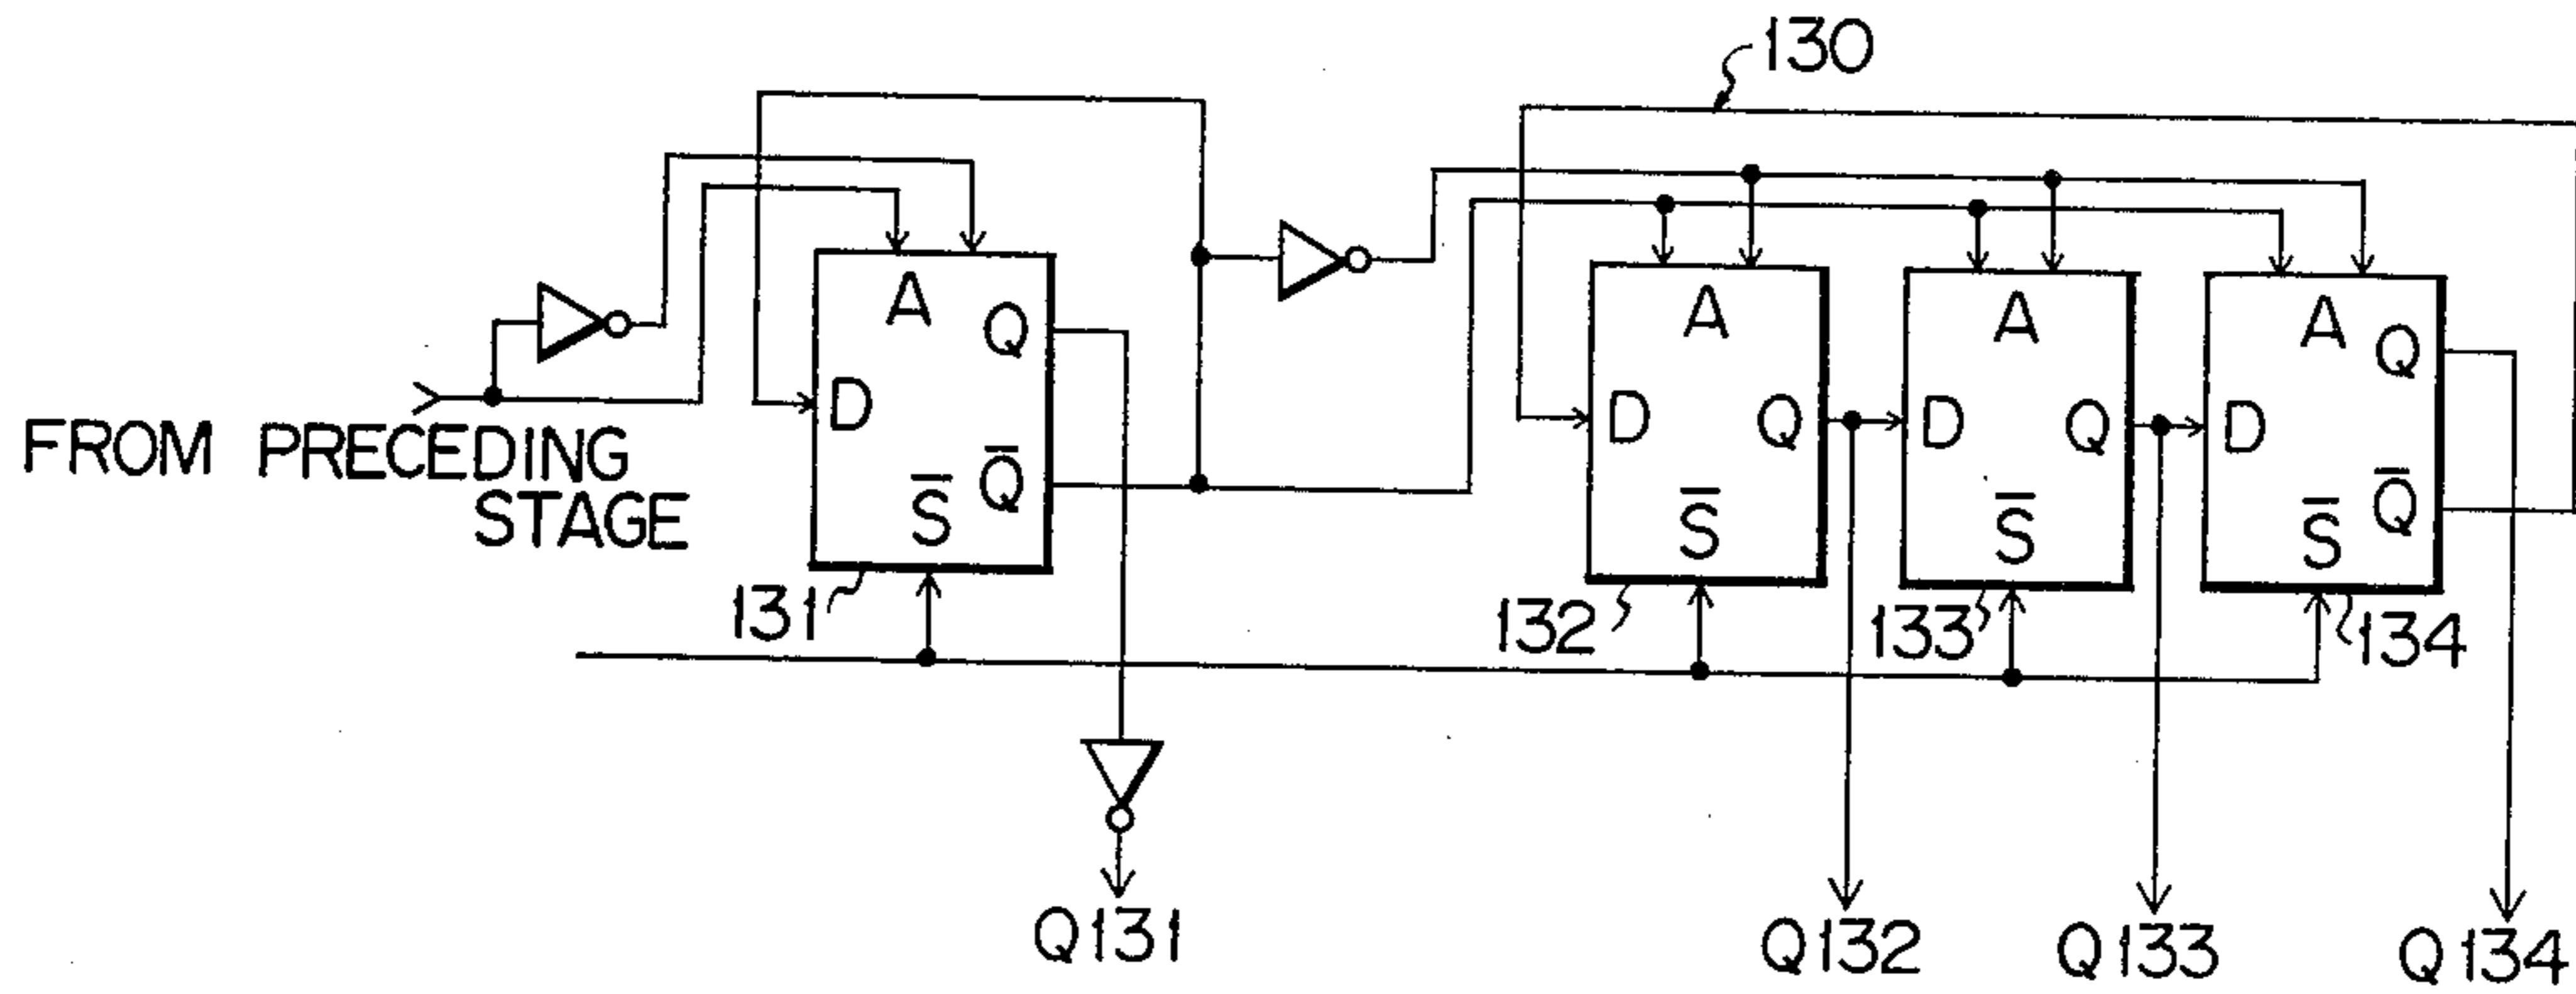 130
FROM PRECEDING
STAGE
A
Q
D
S̅
Q̅
131
A
D
Q
S̅
132
A
D
Q
S̅
133
A
Q
D
S̅
Q̅
134
Q131
Q132
Q133
Q134